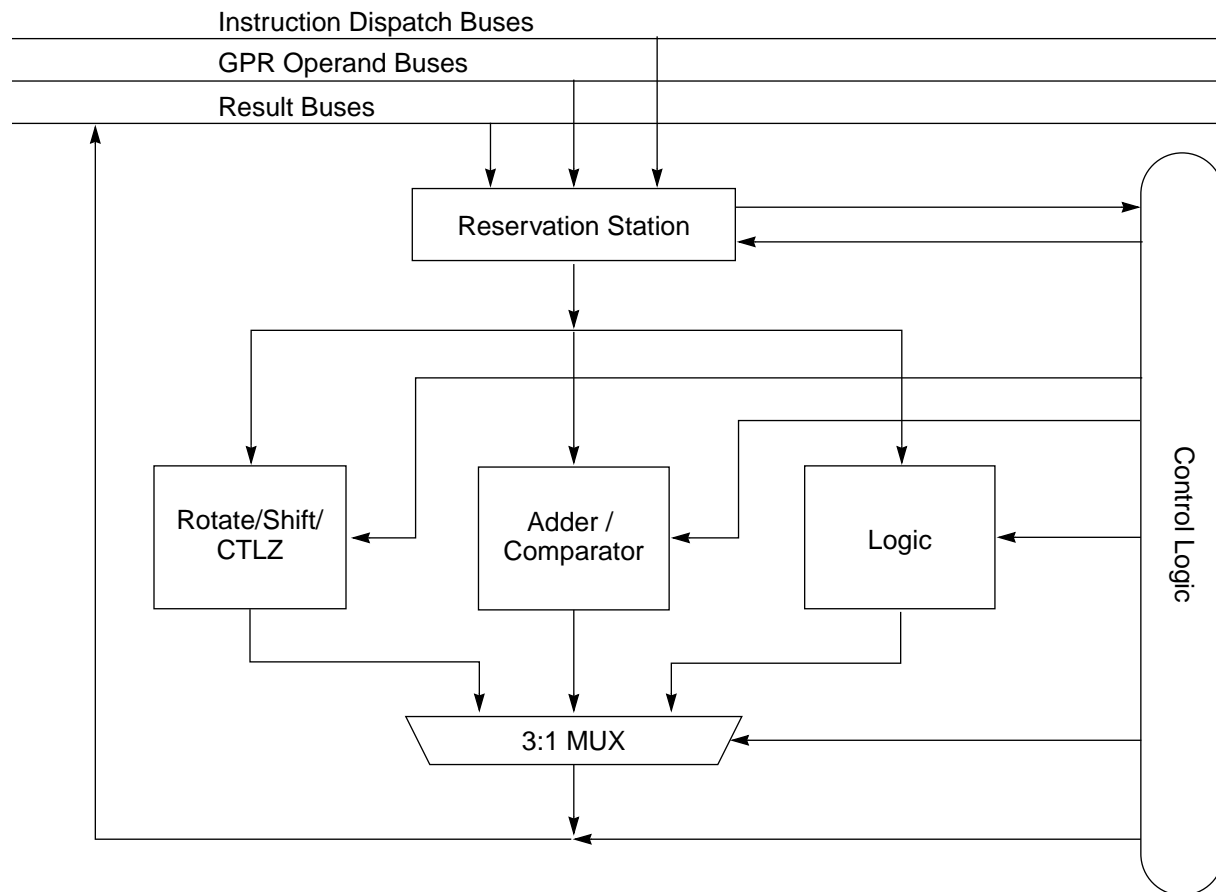 Instruction Dispatch Buses
GPR Operand Buses
Result Buses
Reservation Station
Rotate/Shift/
CTLZ
Adder /
Comparator
Logic
Control Logic
3:1 MUX